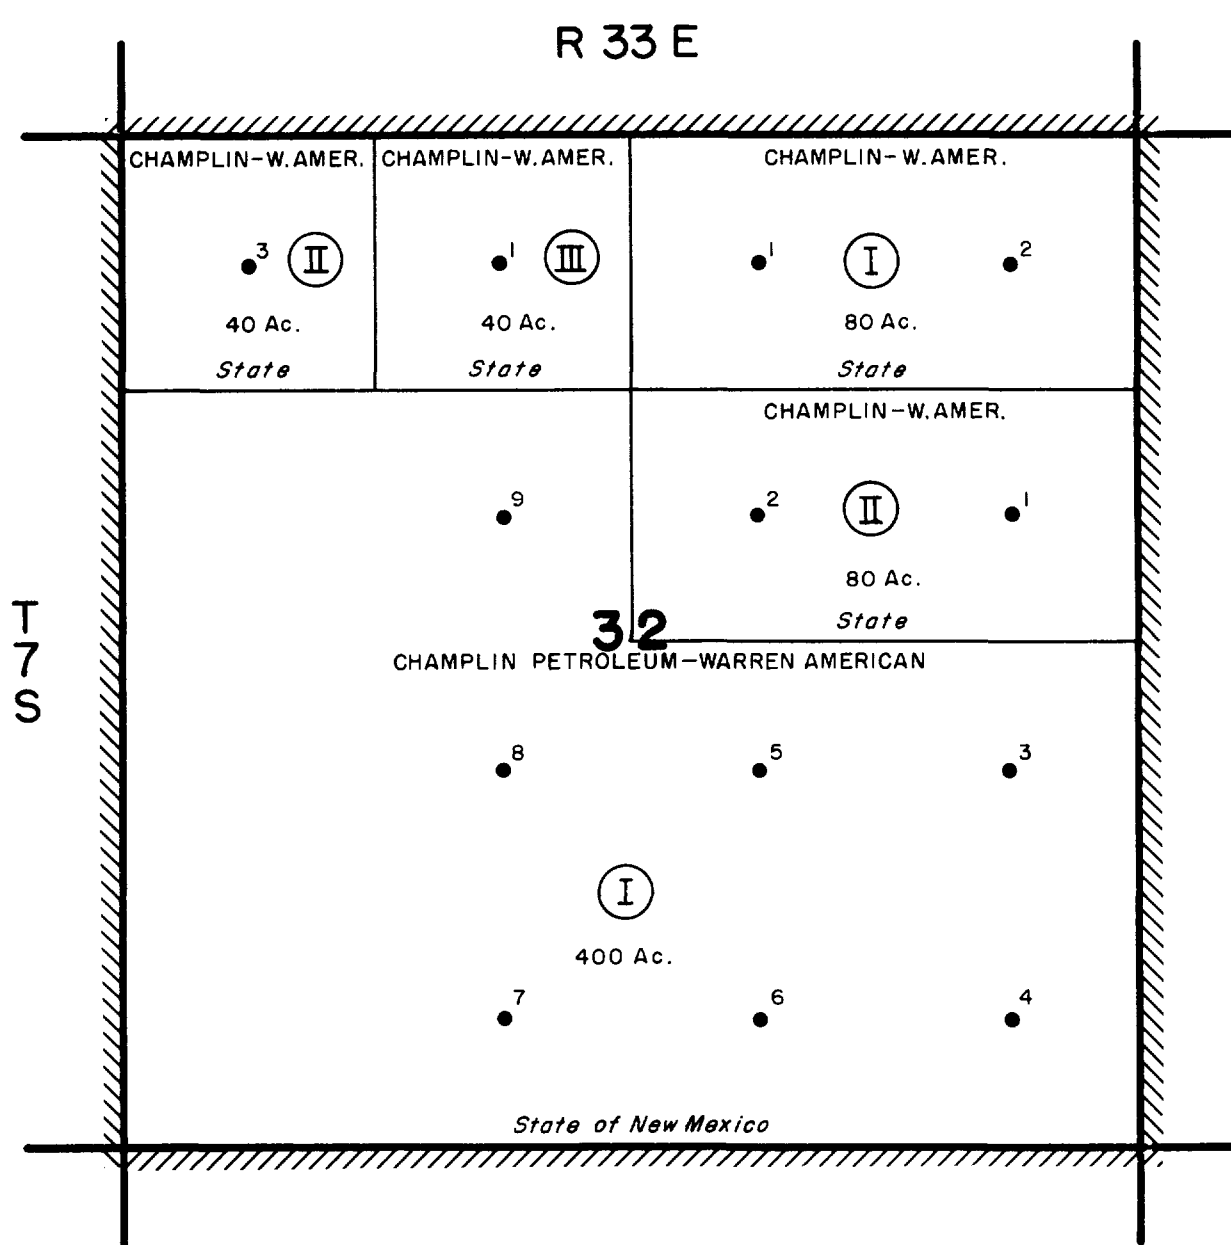 R 33 E
CHAMPLIN-W.AMER.
3
II
40 Ac.
State
CHAMPLIN-W.AMER.
1
III
40 Ac.
State
CHAMPLIN-W.AMER.
1
I
2
80 Ac.
State
CHAMPLIN-W.AMER.
2
II
1
80 Ac.
State
9
32
T
7
S
CHAMPLIN PETROLEUM-WARREN AMERICAN
8
5
3
I
400 Ac.
7
6
4
State of New Mexico